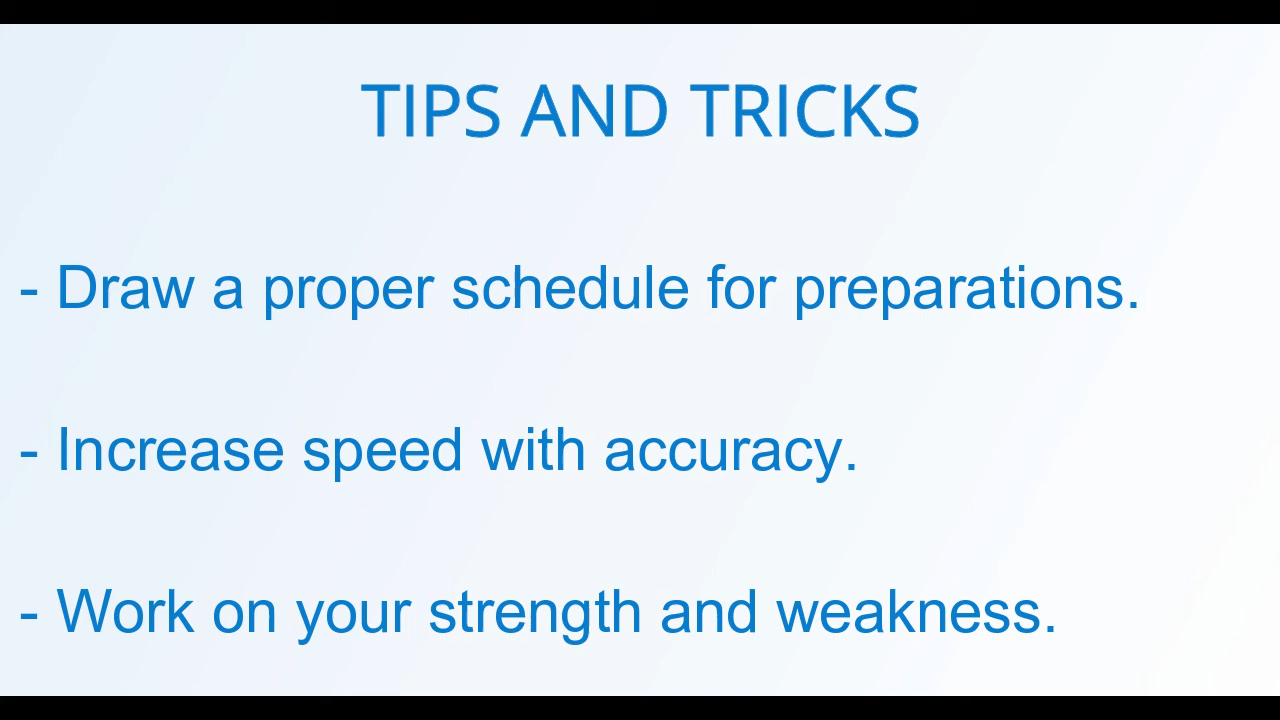 TIPS AND TRICKS
- Draw a proper schedule for preparations.
- Increase speed with accuracy.
- Work on your strength and weakness.